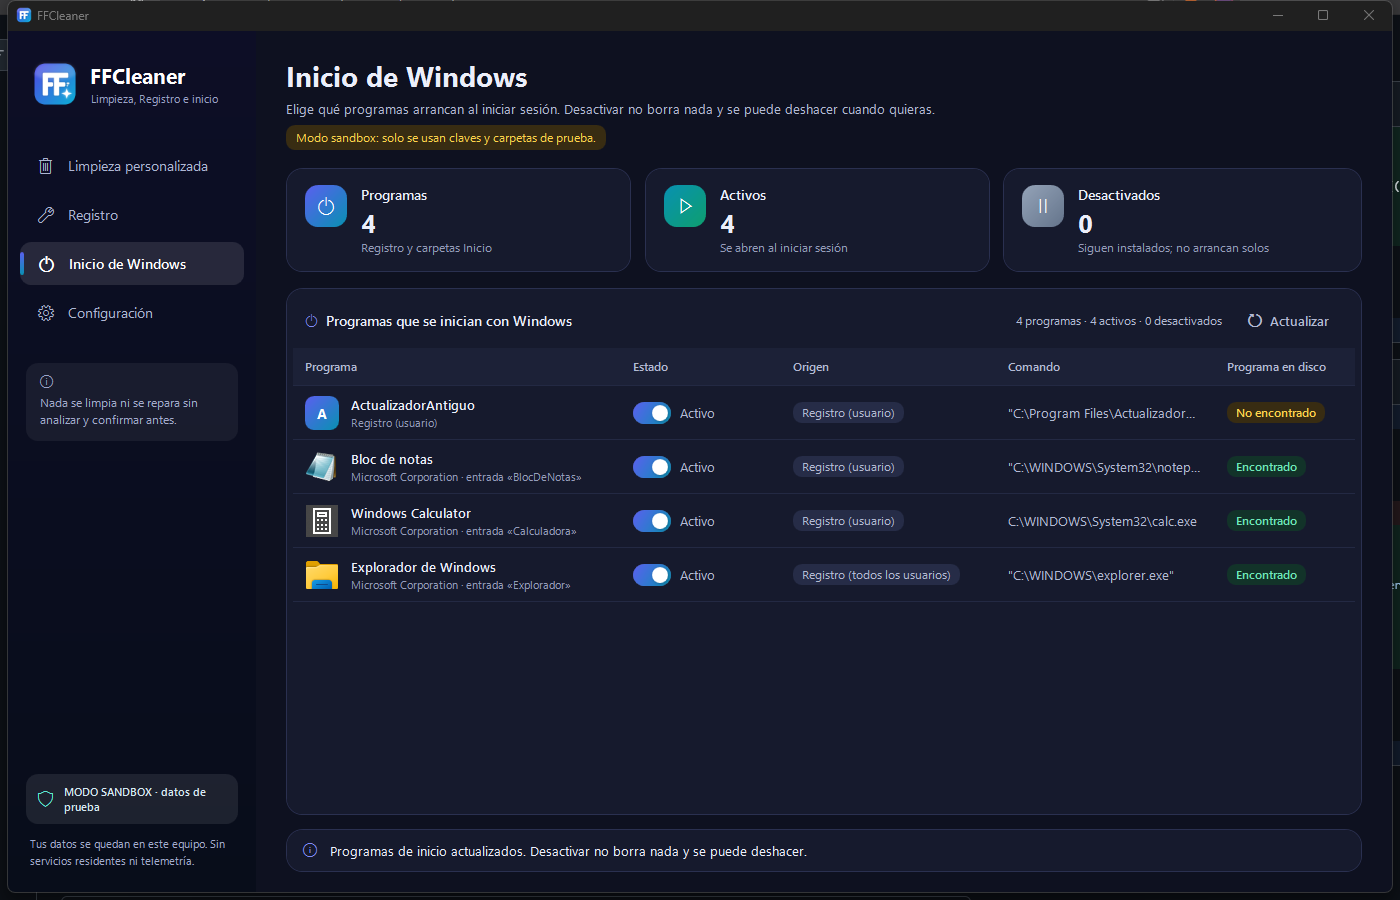 FFCleaner
FF
FFCleaner
Limpieza, Registro e inicio
Limpieza personalizada
Registro
Inicio de Windows
Configuración
Nada se limpia ni se repara sin
analizar y confirmar antes.
MODO SANDBOX · datos de
prueba
Tus datos se quedan en este equipo. Sin
servicios residentes ni telemetría.
Inicio de Windows
Elige qué programas arrancan al iniciar sesión. Desactivar no borra nada y se puede deshacer cuando quieras.
Modo sandbox: solo se usan claves y carpetas de prueba.
Programas
4
Registro y carpetas Inicio
Activos
4
Se abren al iniciar sesión
Desactivados
0
Siguen instalados; no arrancan solos
Programas que se inician con Windows
4 programas · 4 activos · 0 desactivados
Actualizar
Programa Estado Origen Comando Programa en disco
A
ActualizadorAntiguo
Registro (usuario)
Activo
Registro (usuario)
"C:\Program Files\Actualizador...
No encontrado
Bloc de notas
Microsoft Corporation · entrada «BlocDeNotas»
Activo
Registro (usuario)
"C:\WINDOWS\System32\notep...
Encontrado
Windows Calculator
Microsoft Corporation · entrada «Calculadora»
Activo
Registro (usuario)
C:\WINDOWS\System32\calc.exe
Encontrado
Explorador de Windows
Microsoft Corporation · entrada «Explorador»
Activo
Registro (todos los usuarios)
"C:\WINDOWS\explorer.exe"
Encontrado
Programas de inicio actualizados. Desactivar no borra nada y se puede deshacer.